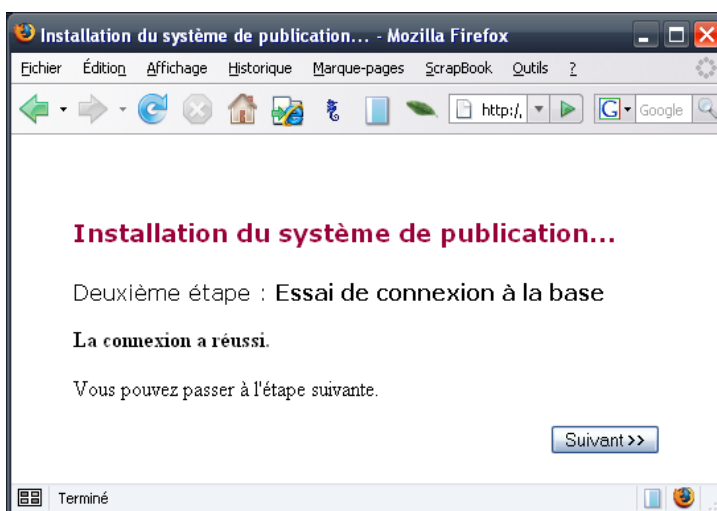 Installation du système de publication... - Mozilla Firefox
Fichier Édition Affichage Historique Marque-pages ScrapBook Outils ?
http:/, G Google
Installation du système de publication...
Deuxième étape : Essai de connexion à la base
La connexion a réussi.
Vous pouvez passer à l'étape suivante.
Suivant >>
Terminé